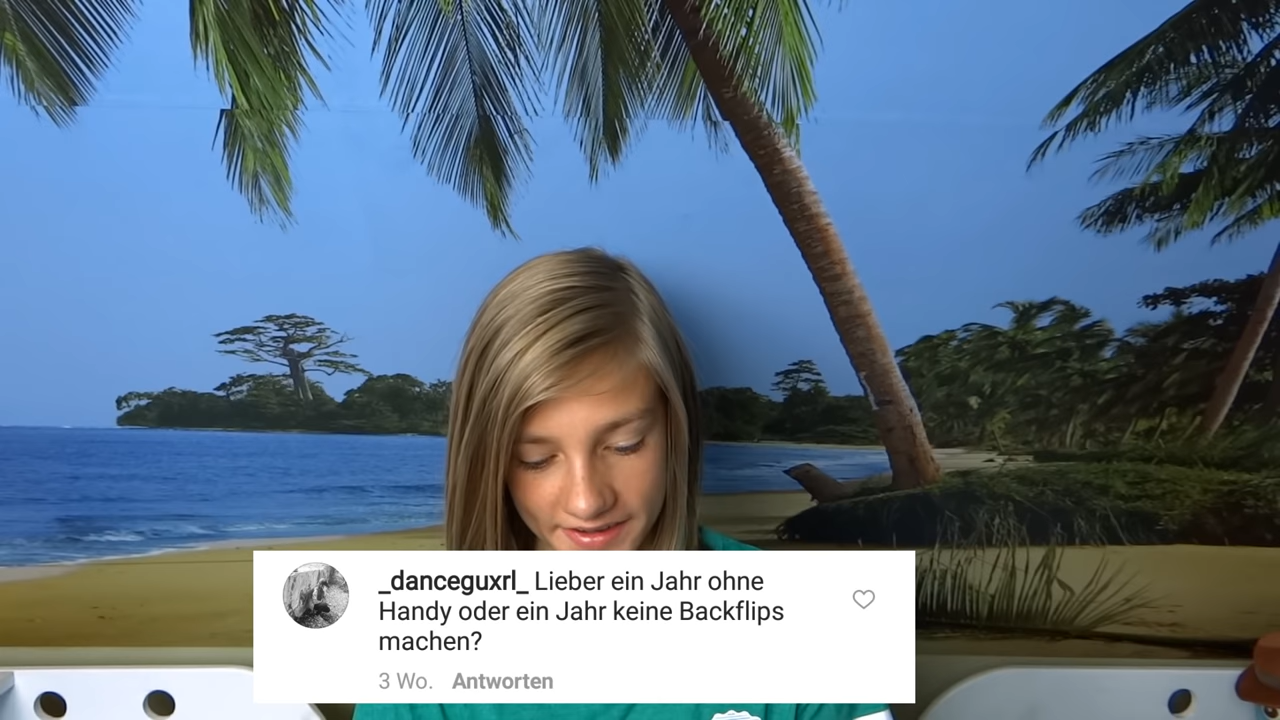 _danceguxrl_ Lieber ein Jahr ohne
Handy oder ein Jahr keine Backflips
machen?
3 Wo. Antworten